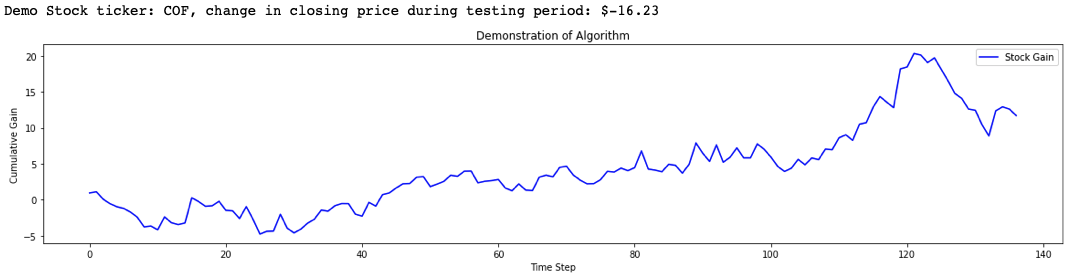 Demo Stock ticker: COF, change in closing price during testing period: $-16.23
Demonstration of Algorithm
Stock Gain
Cumulative Gain
20
15
10
5
0
−5
0 20 40 60 80 100 120 140
Time Step